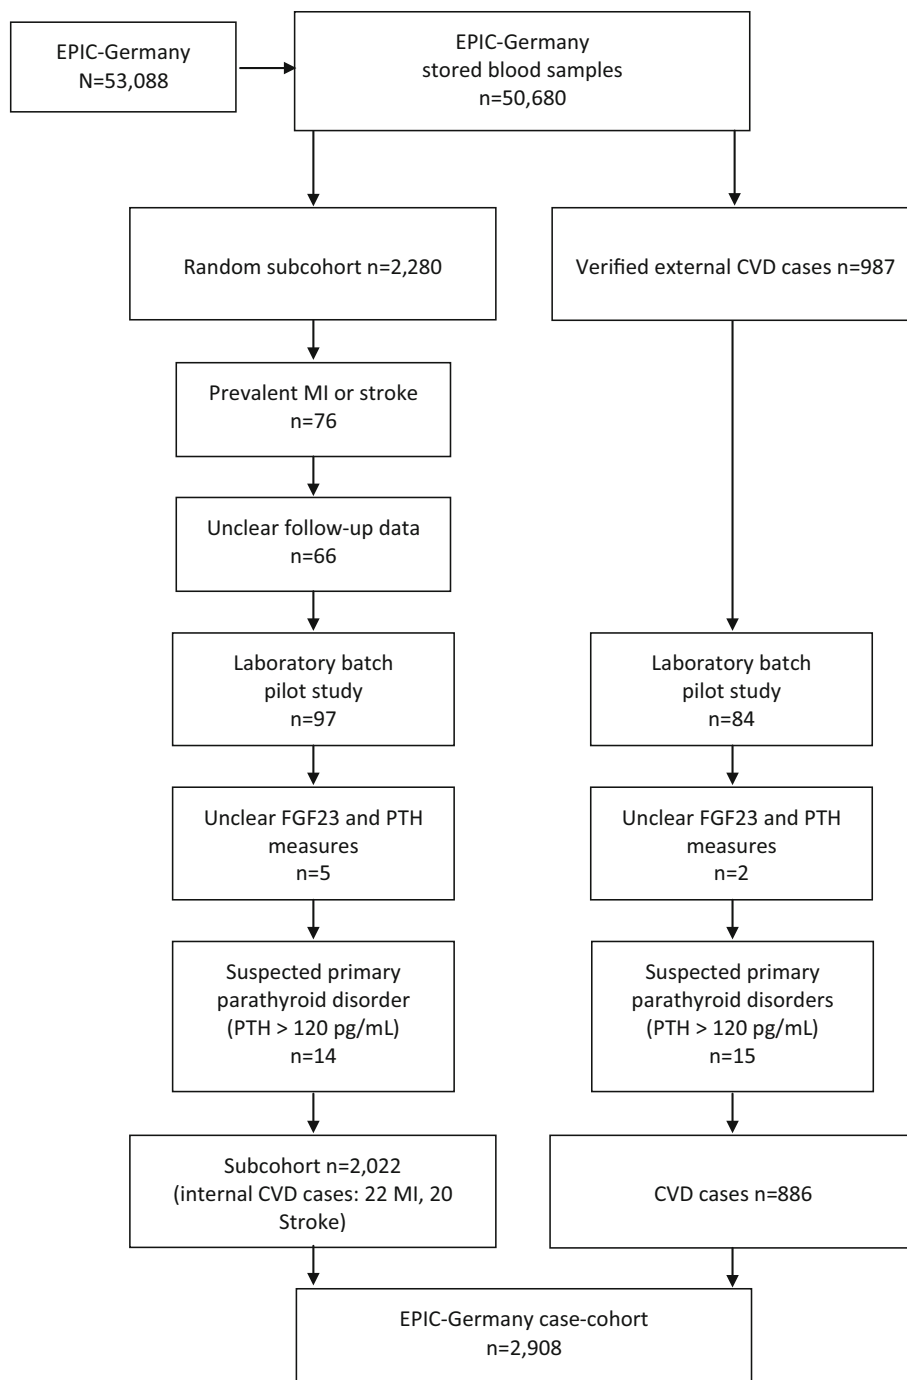 EPIC-Germany
N=53,088
EPIC-Germany
stored blood samples
n=50,680
Random subcohort n=2,280
Verified external CVD cases n=987
Prevalent MI or stroke
n=76
Unclear follow-up data
n=66
Laboratory batch
pilot study
n=97
Laboratory batch
pilot study
n=84
Unclear FGF23 and PTH
measures
n=5
Unclear FGF23 and PTH
measures
n=2
Suspected primary
parathyroid disorder
(PTH > 120 pg/mL)
n=14
Suspected primary
parathyroid disorders
(PTH > 120 pg/mL)
n=15
Subcohort n=2,022
(internal CVD cases: 22 MI, 20
Stroke)
CVD cases n=886
EPIC-Germany case-cohort
n=2,908